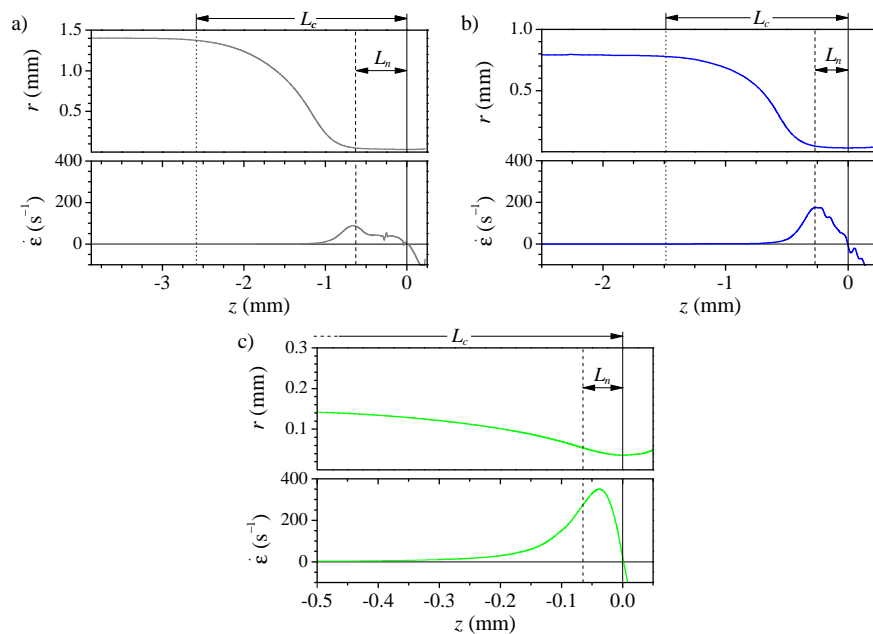 a)
L_c
L_n
1.5
1.0
0.5
r (mm)
400
200
0
ε̇ (s⁻¹)
-3 -2 -1 0
z (mm)
b)
L_c
L_n
1.0
0.5
r (mm)
400
200
0
ε̇ (s⁻¹)
-2 -1 0
z (mm)
c)
L_c
L_n
0.3
0.2
0.1
r (mm)
400
200
0
ε̇ (s⁻¹)
-0.5 -0.4 -0.3 -0.2 -0.1 0.0
z (mm)